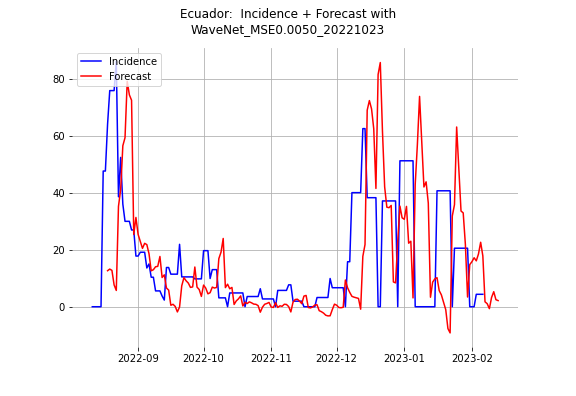 Ecuador:  Incidence + Forecast with
WaveNet_MSE0.0050_20221023
Incidence
Forecast
80
60
40
20
0
2022-09 2022-10 2022-11 2022-12 2023-01 2023-02